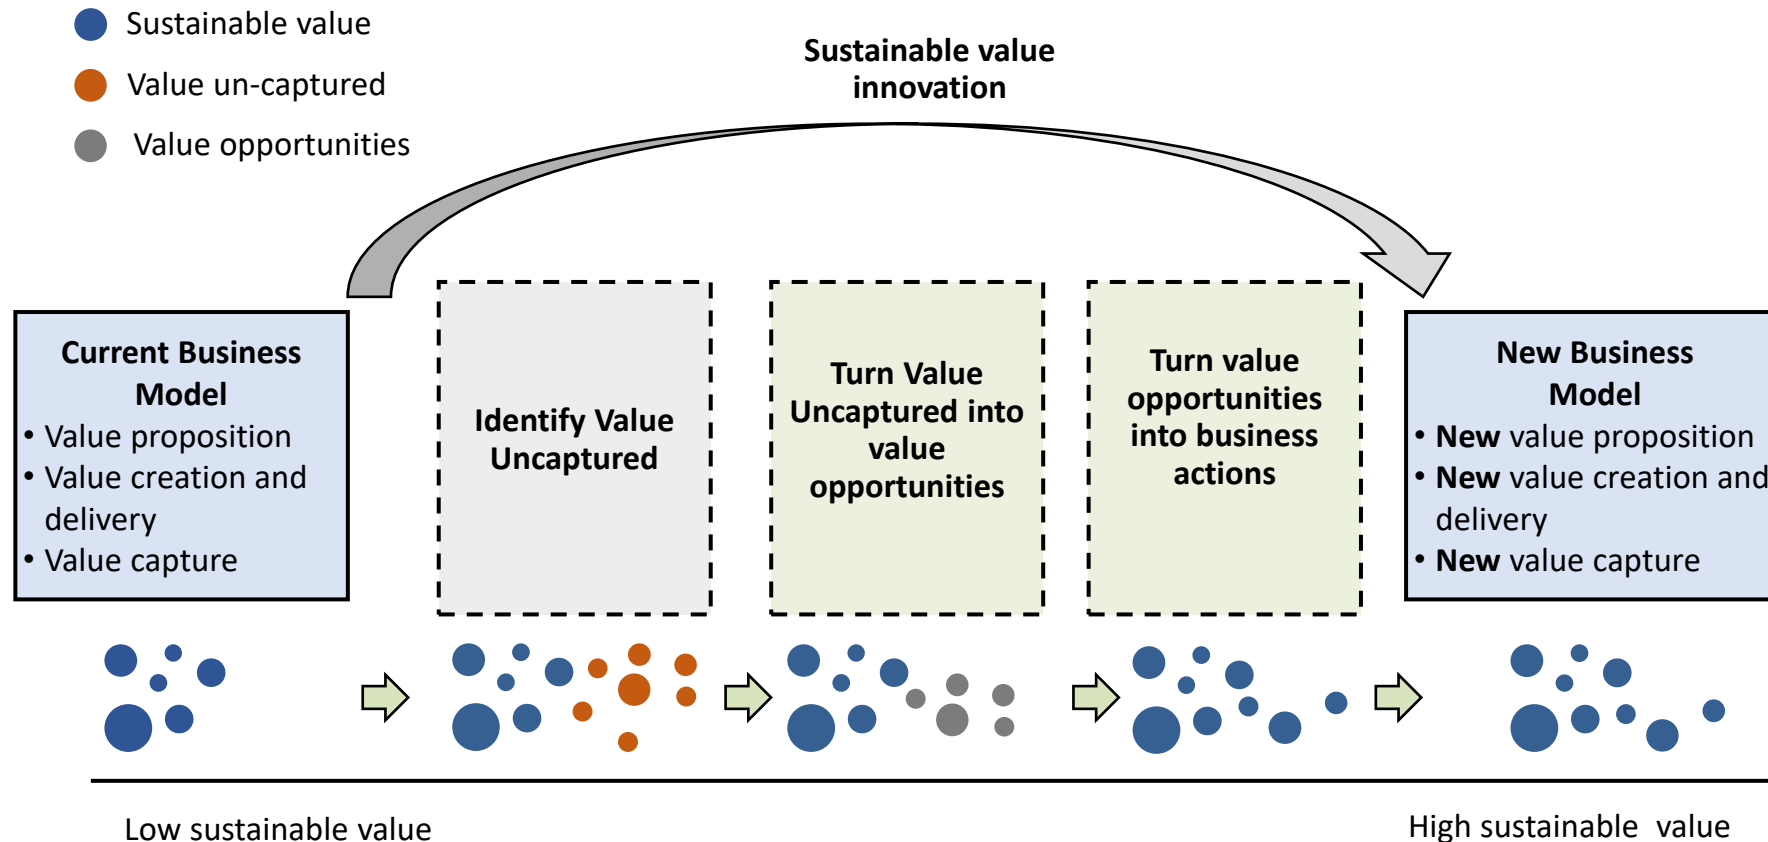 Sustainable value
Value un-captured
Value opportunities
Sustainable value
innovation
Current Business
Model
• Value proposition
• Value creation and
delivery
• Value capture
Identify Value
Uncaptured
Turn Value
Uncaptured into
value
opportunities
Turn value
opportunities
into business
actions
New Business
Model
• New value proposition
• New value creation and
delivery
• New value capture
Low sustainable value
High sustainable value